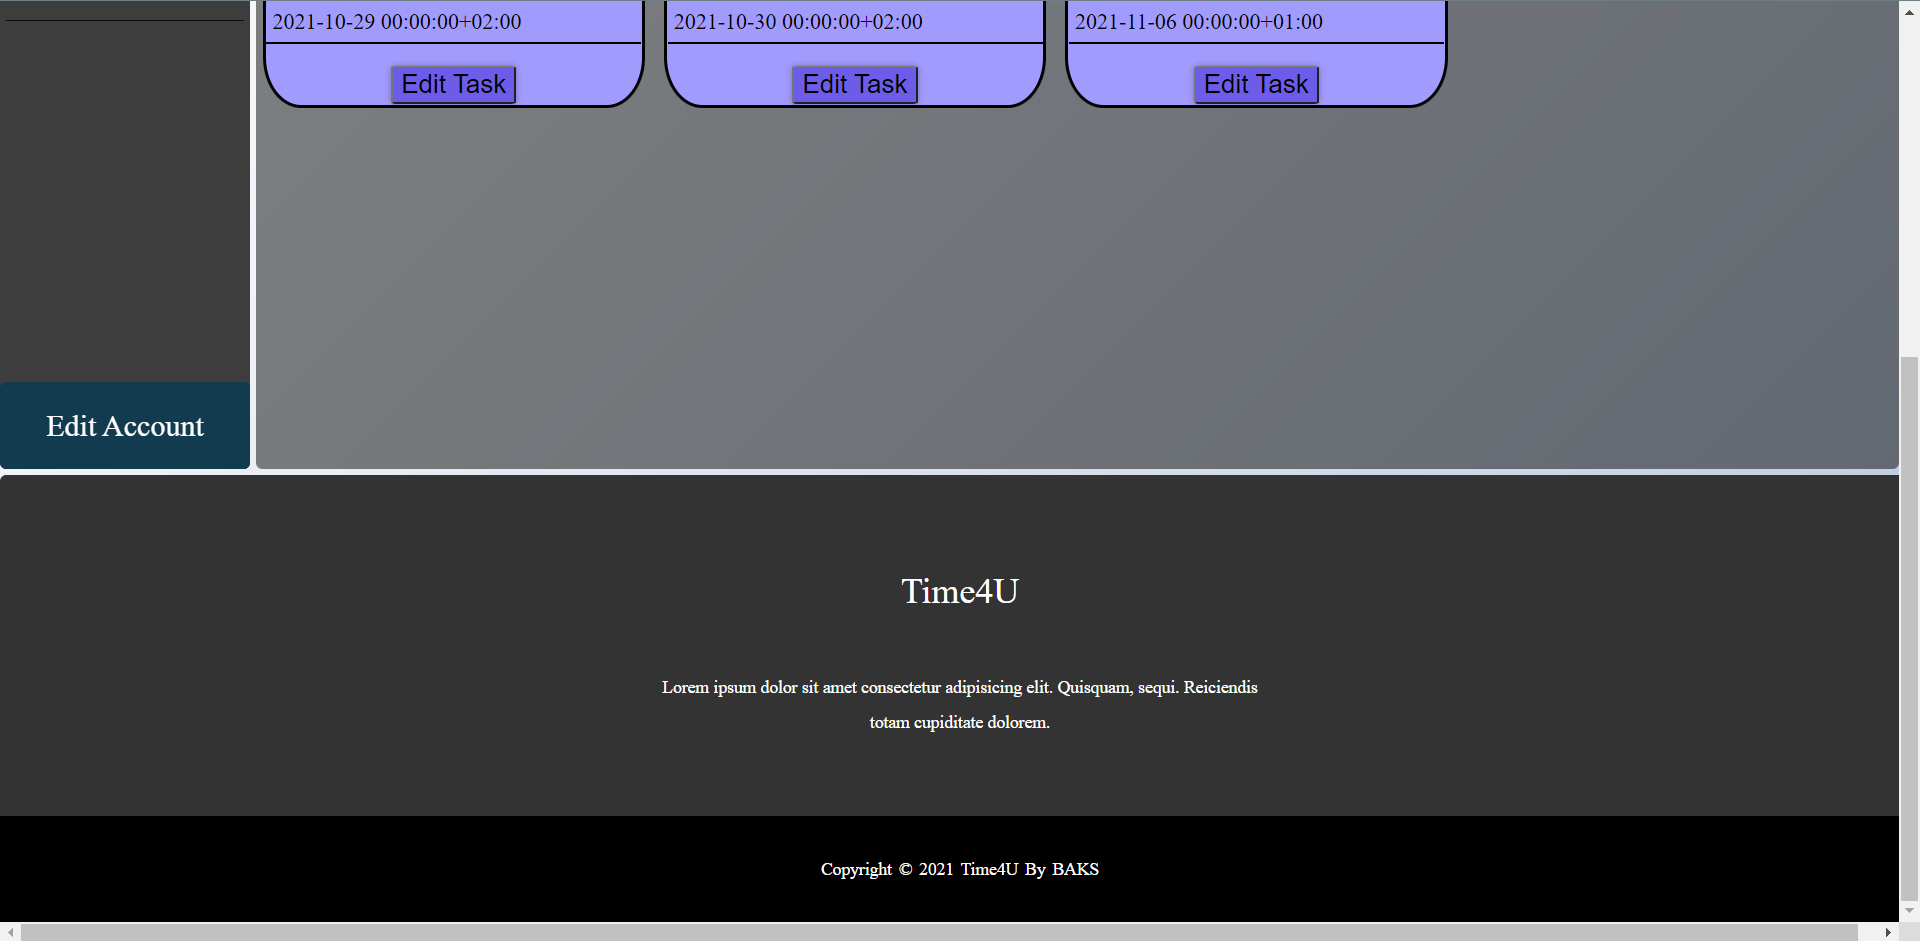 2021-10-29 00:00:00+02:00
2021-10-30 00:00:00+02:00
2021-11-06 00:00:00+01:00
Edit Task
Edit Task
Edit Task
Edit Account
Time4U
Lorem ipsum dolor sit amet consectetur adipisicing elit. Quisquam, sequi. Reiciendis
totam cupiditate dolorem.
Copyright © 2021 Time4U By BAKS